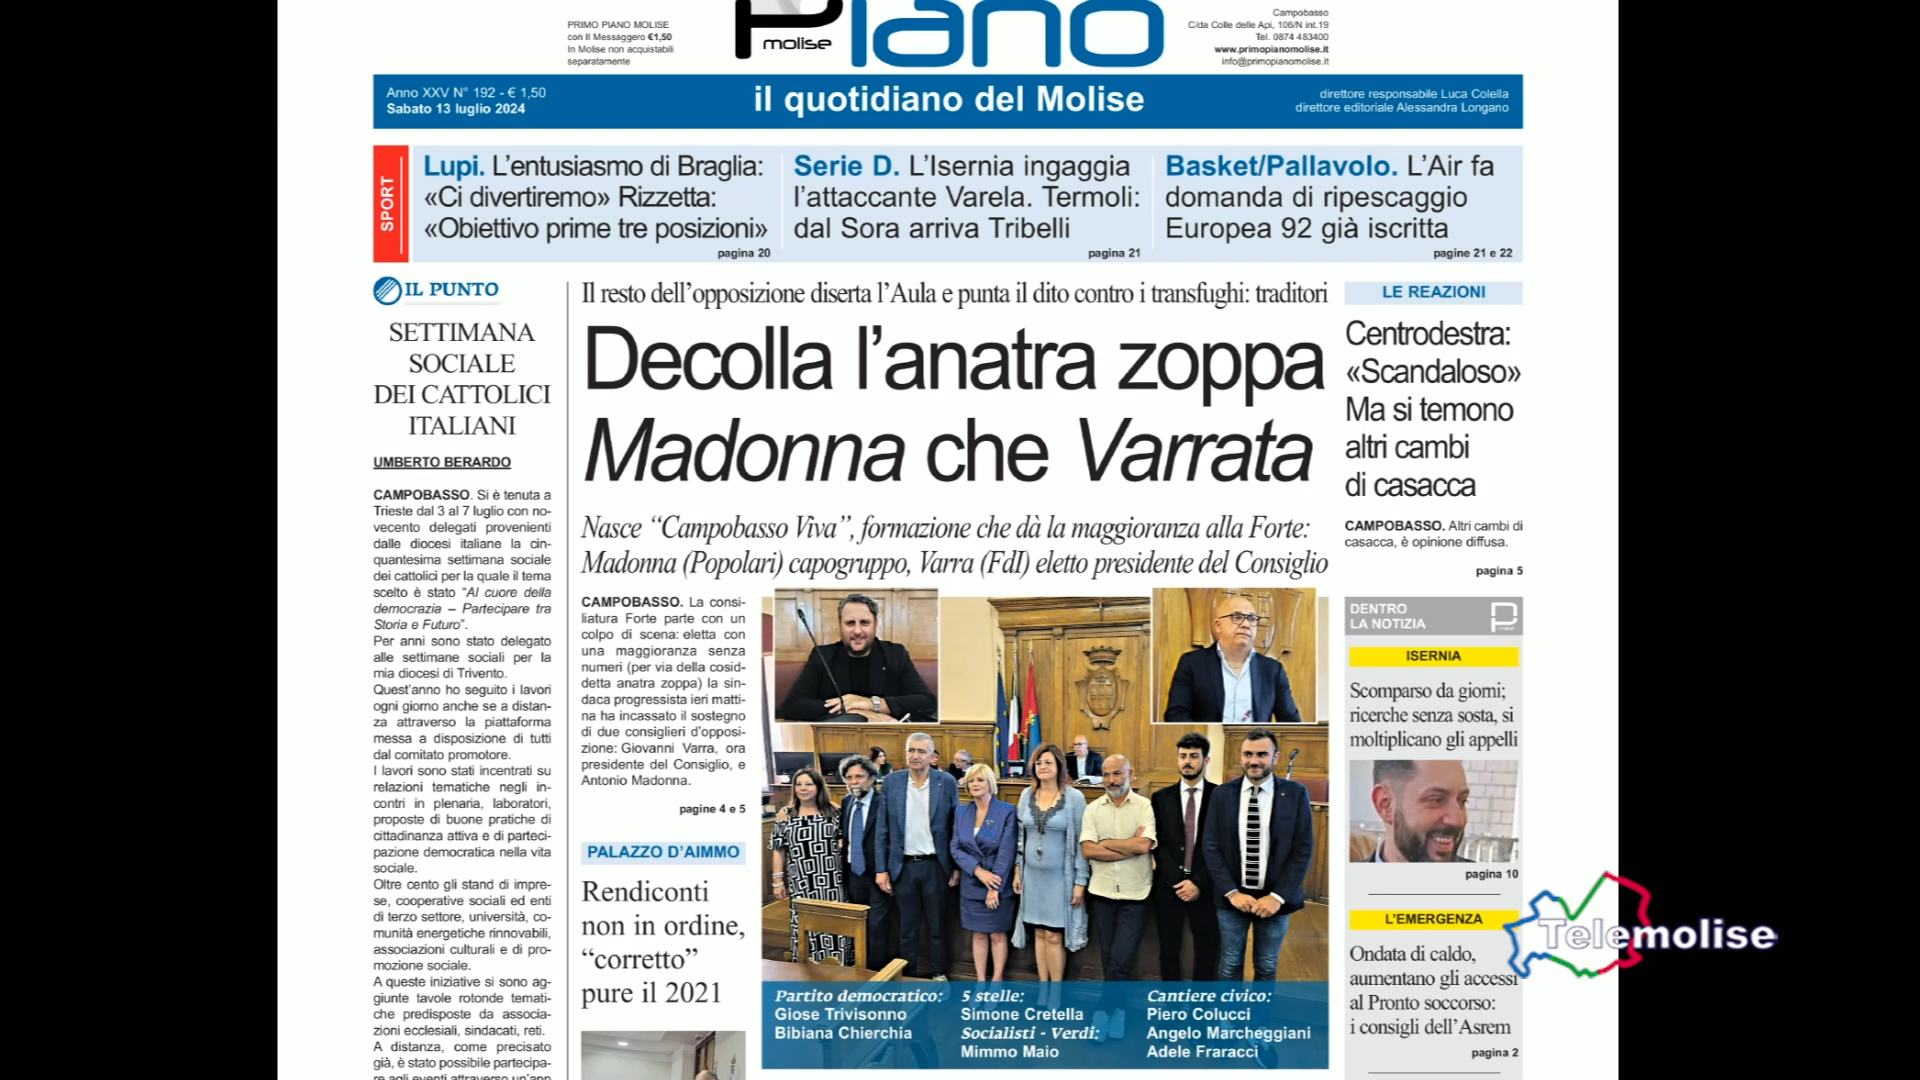 PRIMO PIANO MOLISE
con Il Messaggero €1,50
In Molise non acquistabili
separatamente
Piano
molise
Campobasso
C/da Colle delle Api, 106/N int.19
Tel. 0874 483400
www.primopianomolise.it
info@primopianomolise.it
Anno XXV N° 192 - € 1,50
Sabato 13 luglio 2024
il quotidiano del Molise
direttore responsabile Luca Colella
direttore editoriale Alessandra Longano
SPORT
Lupi. L’entusiasmo di Braglia:
«Ci divertiremo» Rizzetta:
«Obiettivo prime tre posizioni»
pagina 20
Serie D. L’Isernia ingaggia
l’attaccante Varela. Termoli:
dal Sora arriva Tribelli
pagina 21
Basket/Pallavolo. L’Air fa
domanda di ripescaggio
Europea 92 già iscritta
pagine 21 e 22
IL PUNTO
SETTIMANA
SOCIALE
DEI CATTOLICI
ITALIANI
UMBERTO BERARDO
CAMPOBASSO. Si è tenuta a
Trieste dal 3 al 7 luglio con no-
vecento delegati provenienti
dalle diocesi italiane la cin-
quantesima settimana sociale
dei cattolici per la quale il tema
scelto è stato “Al cuore della
democrazia – Partecipare tra
Storia e Futuro”.
Per anni sono stato delegato
alle settimane sociali per la
mia diocesi di Trivento.
Quest’anno ho seguito i lavori
ogni giorno anche se a distan-
za attraverso la piattaforma
messa a disposizione di tutti
dal comitato promotore.
I lavori sono stati incentrati su
relazioni tematiche negli in-
contri in plenaria, laboratori,
proposte di buone pratiche di
cittadinanza attiva e di parteci-
pazione democratica nella vita
sociale.
Oltre cento gli stand di impre-
se, cooperative sociali ed enti
di terzo settore, università, co-
munità energetiche rinnovabili,
associazioni culturali e di pro-
mozione sociale.
A queste iniziative si sono ag-
giunte tavole rotonde temati-
che predisposte da associa-
zioni ecclesiali, sindacati, reti.
A distanza, come precisato
già, è stato possibile partecipa-
re agli eventi attraverso un’app
Il resto dell’opposizione diserta l’Aula e punta il dito contro i transfughi: traditori
Decolla l’anatra zoppa
Madonna che Varrata
Nasce “Campobasso Viva”, formazione che dà la maggioranza alla Forte:
Madonna (Popolari) capogruppo, Varra (FdI) eletto presidente del Consiglio
CAMPOBASSO. La consi-
liatura Forte parte con un
colpo di scena: eletta con
una maggioranza senza
numeri (per via della cosid-
detta anatra zoppa) la sin-
daca progressista ieri matti-
na ha incassato il sostegno
di due consiglieri d’opposi-
zione: Giovanni Varra, ora
presidente del Consiglio, e
Antonio Madonna.
pagine 4 e 5
PALAZZO D’AIMMO
Rendiconti
non in ordine,
“corretto”
pure il 2021
Partito democratico:
Giose Trivisonno
Bibiana Chierchia
5 stelle:
Simone Cretella
Socialisti - Verdi:
Mimmo Maio
Cantiere civico:
Piero Colucci
Angelo Marcheggiani
Adele Fraracci
LE REAZIONI
Centrodestra:
«Scandaloso»
Ma si temono
altri cambi
di casacca
CAMPOBASSO. Altri cambi di
casacca, è opinione diffusa.
pagina 5
DENTRO
LA NOTIZIA
ISERNIA
Scomparso da giorni;
ricerche senza sosta, si
moltiplicano gli appelli
pagina 10
L’EMERGENZA
Ondata di caldo,
aumentano gli accessi
al Pronto soccorso:
i consigli dell’Asrem
pagina 2
Telemolise